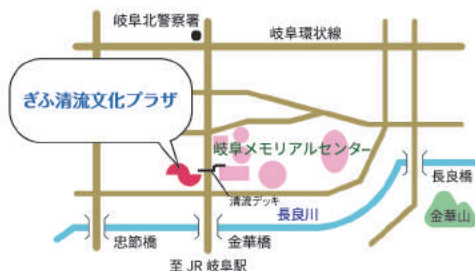 岐阜北警察署
岐阜環状線
ぎふ清流文化プラザ
岐阜メモリアルセンター
長良橋
清流デッキ
長良川
金華山
忠節橋
金華橋
至 JR 岐阜駅